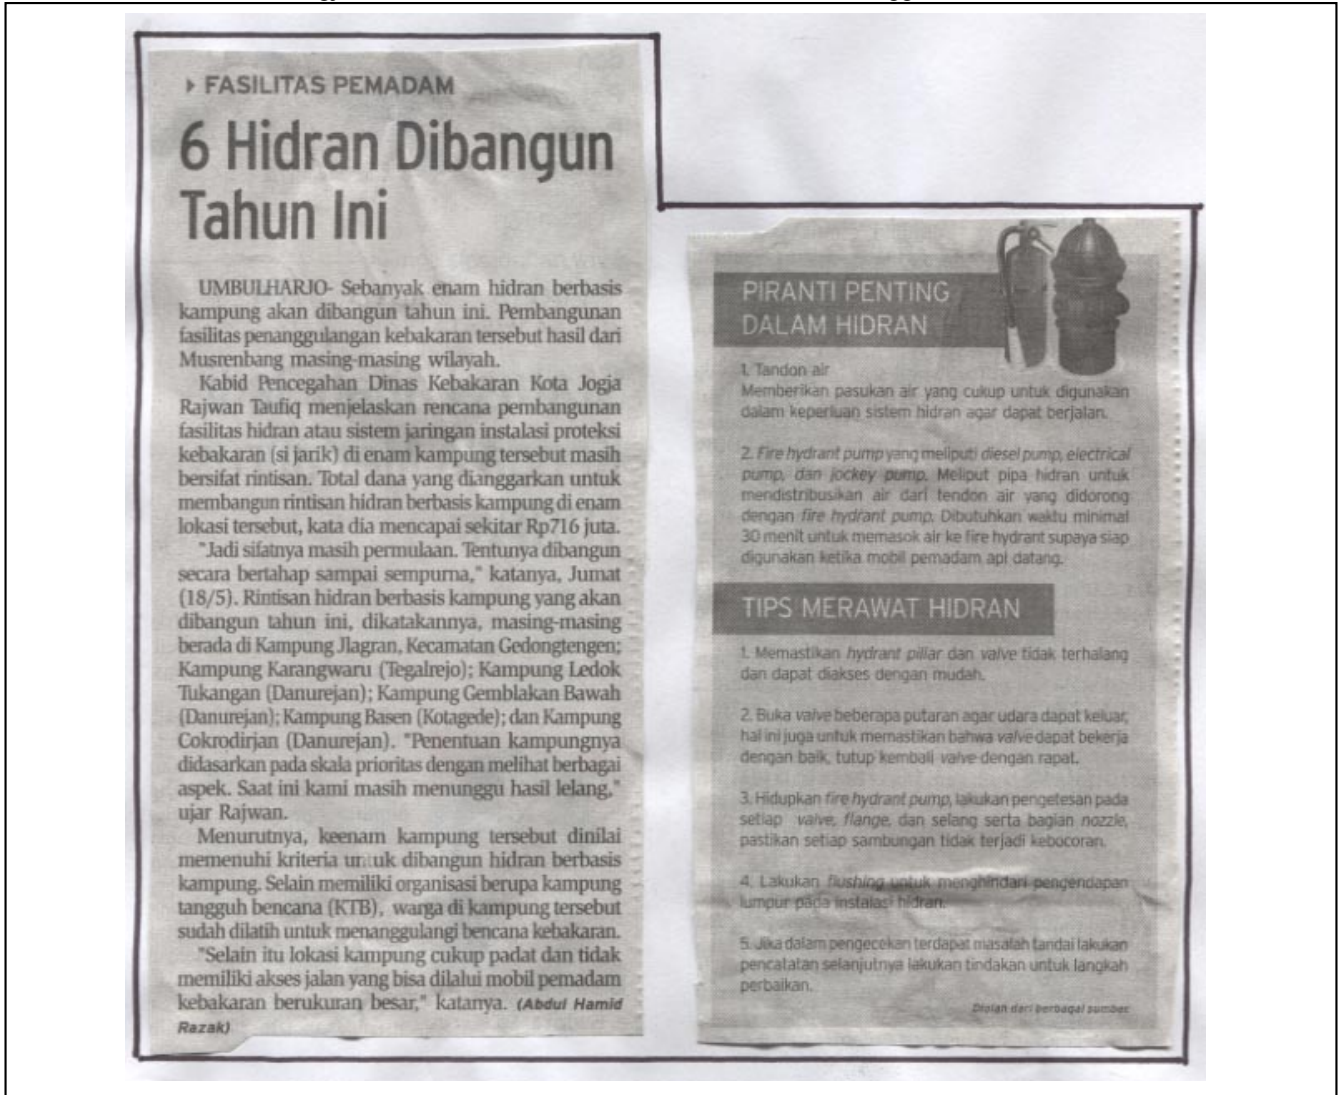 FASILITAS PEMADAM
6 Hidran Dibangun
Tahun Ini
UMBULHARJO- Sebanyak enam hidran berbasis
kampung akan dibangun tahun ini. Pembangunan
fasilitas penanggulangan kebakaran tersebut hasil dari
Musrenbang masing-masing wilayah.
Kabid Pencegahan Dinas Kebakaran Kota Jogja
Rajwan Taufiq menjelaskan rencana pembangunan
fasilitas hidran atau sistem jaringan instalasi proteksi
kebakaran (si jarik) di enam kampung tersebut masih
bersifat rintisan. Total dana yang dianggarkan untuk
membangun rintisan hidran berbasis kampung di enam
lokasi tersebut, kata dia mencapai sekitar Rp716 juta.
"Jadi sifatnya masih permulaan. Tentunya dibangun
secara bertahap sampai sempurna," katanya, Jumat
(18/5). Rintisan hidran berbasis kampung yang akan
dibangun tahun ini, dikatakannya, masing-masing
berada di Kampung Jlagran, Kecamatan Gedongtengen;
Kampung Karangwaru (Tegalrejo); Kampung Ledok
Tukangan (Danurejan); Kampung Gemblakan Bawah
(Danurejan); Kampung Basen (Kotagede); dan Kampung
Cokrodirjan (Danurejan). "Penentuan kampungnya
didasarkan pada skala prioritas dengan melihat berbagai
aspek. Saat ini kami masih menunggu hasil lelang,"
ujar Rajwan.
Menurutnya, keenam kampung tersebut dinilai
memenuhi kriteria untuk dibangun hidran berbasis
kampung. Selain memiliki organisasi berupa kampung
tangguh bencana (KTB), warga di kampung tersebut
sudah dilatih untuk menanggulangi bencana kebakaran.
"Selain itu lokasi kampung cukup padat dan tidak
memiliki akses jalan yang bisa dilalui mobil pemadam
kebakaran berukuran besar," katanya. (Abdul Hamid
Razak)
PIRANTI PENTING
DALAM HIDRAN
1. Tandon air
Memberikan pasukan air yang cukup untuk digunakan
dalam keperluan sistem hidran agar dapat berjalan.
2. Fire hydrant pump yang meliputi diesel pump, electrical
pump, dan jockey pump. Meliput pipa hidran untuk
mendistribusikan air dari tendon air yang didorong
dengan fire hydrant pump. Dibutuhkan waktu minimal
30 menit untuk memasok air ke fire hydrant supaya siap
digunakan ketika mobil pemadam api datang.
TIPS MERAWAT HIDRAN
1. Memastikan hydrant pillar dan valve tidak terhalang
dan dapat diakses dengan mudah.
2. Buka valve beberapa putaran agar udara dapat keluar,
hal ini juga untuk memastikan bahwa valve dapat bekerja
dengan baik, tutup kembali valve dengan rapat.
3. Hidupkan fire hydrant pump, lakukan pengetesan pada
setiap valve, flange, dan selang serta bagian nozzle,
pastikan setiap sambungan tidak terjadi kebocoran.
4. Lakukan flushing untuk menghindari pengendapan
lumpur pada instalasi hidran.
5. Jika dalam pengecekan terdapat masalah tandai lakukan
pencatatan selanjutnya lakukan tindakan untuk langkah
perbaikan.
Diolah dari berbagai sumber